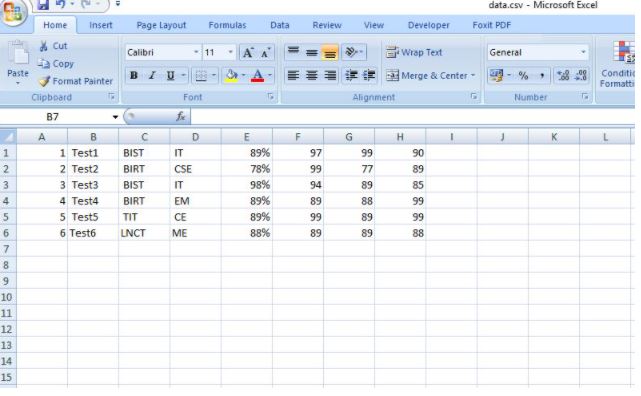 data.csv - Microsoft Excel
Home Insert Page Layout Formulas Data Review View Developer Foxit PDF
Cut
Calibri 11 A A Wrap Text General
Copy
Paste Format Painter B I U A Merge & Center % , .0 .00 .00 .0
Clipboard Font Alignment Number
B7 fx
A B C D E F G H I J K L
1 1 Test1 BIST IT 89% 97 99 90
2 2 Test2 BIRT CSE 78% 99 77 89
3 3 Test3 BIST IT 98% 94 89 85
4 4 Test4 BIRT EM 89% 89 88 99
5 5 Test5 TIT CE 89% 99 89 99
6 6 Test6 LNCT ME 88% 89 89 88
7
8
9
10
11
12
13
14
15